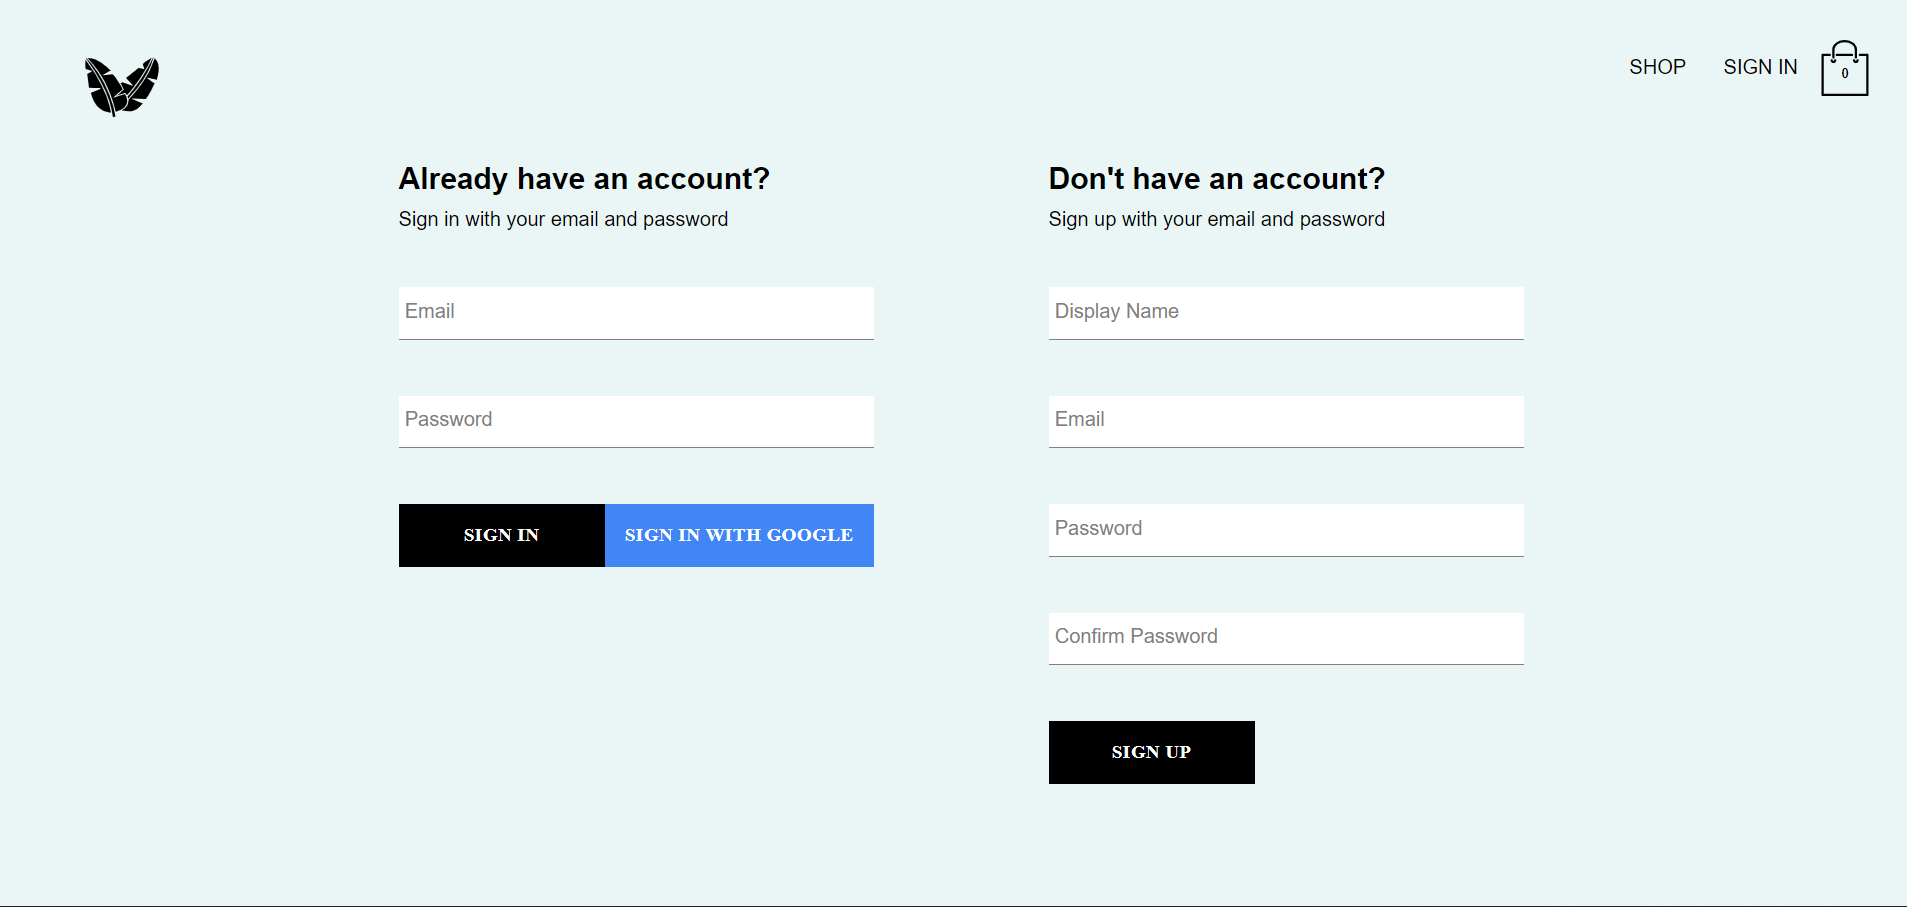 SHOP
SIGN IN
0
Already have an account?
Sign in with your email and password
Email
Password
SIGN IN
SIGN IN WITH GOOGLE
Don't have an account?
Sign up with your email and password
Display Name
Email
Password
Confirm Password
SIGN UP